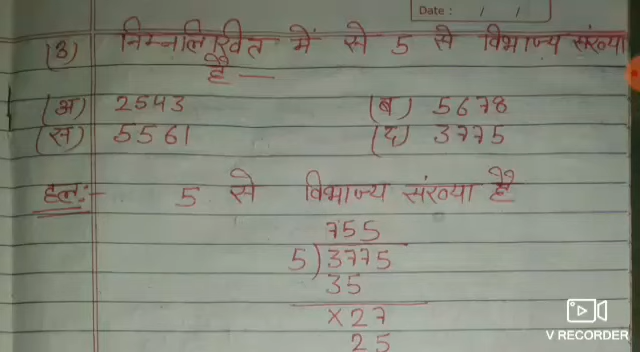 Date : / /
(3) निम्नलिखित में से 5 से विभाज्य संख्या
है —
(अ) 2543 (ब) 5678
(स) 5561 (द) 3775
हल:- 5 से विभाज्य संख्या है
755
5)3775
35
×27
25
V RECORDER